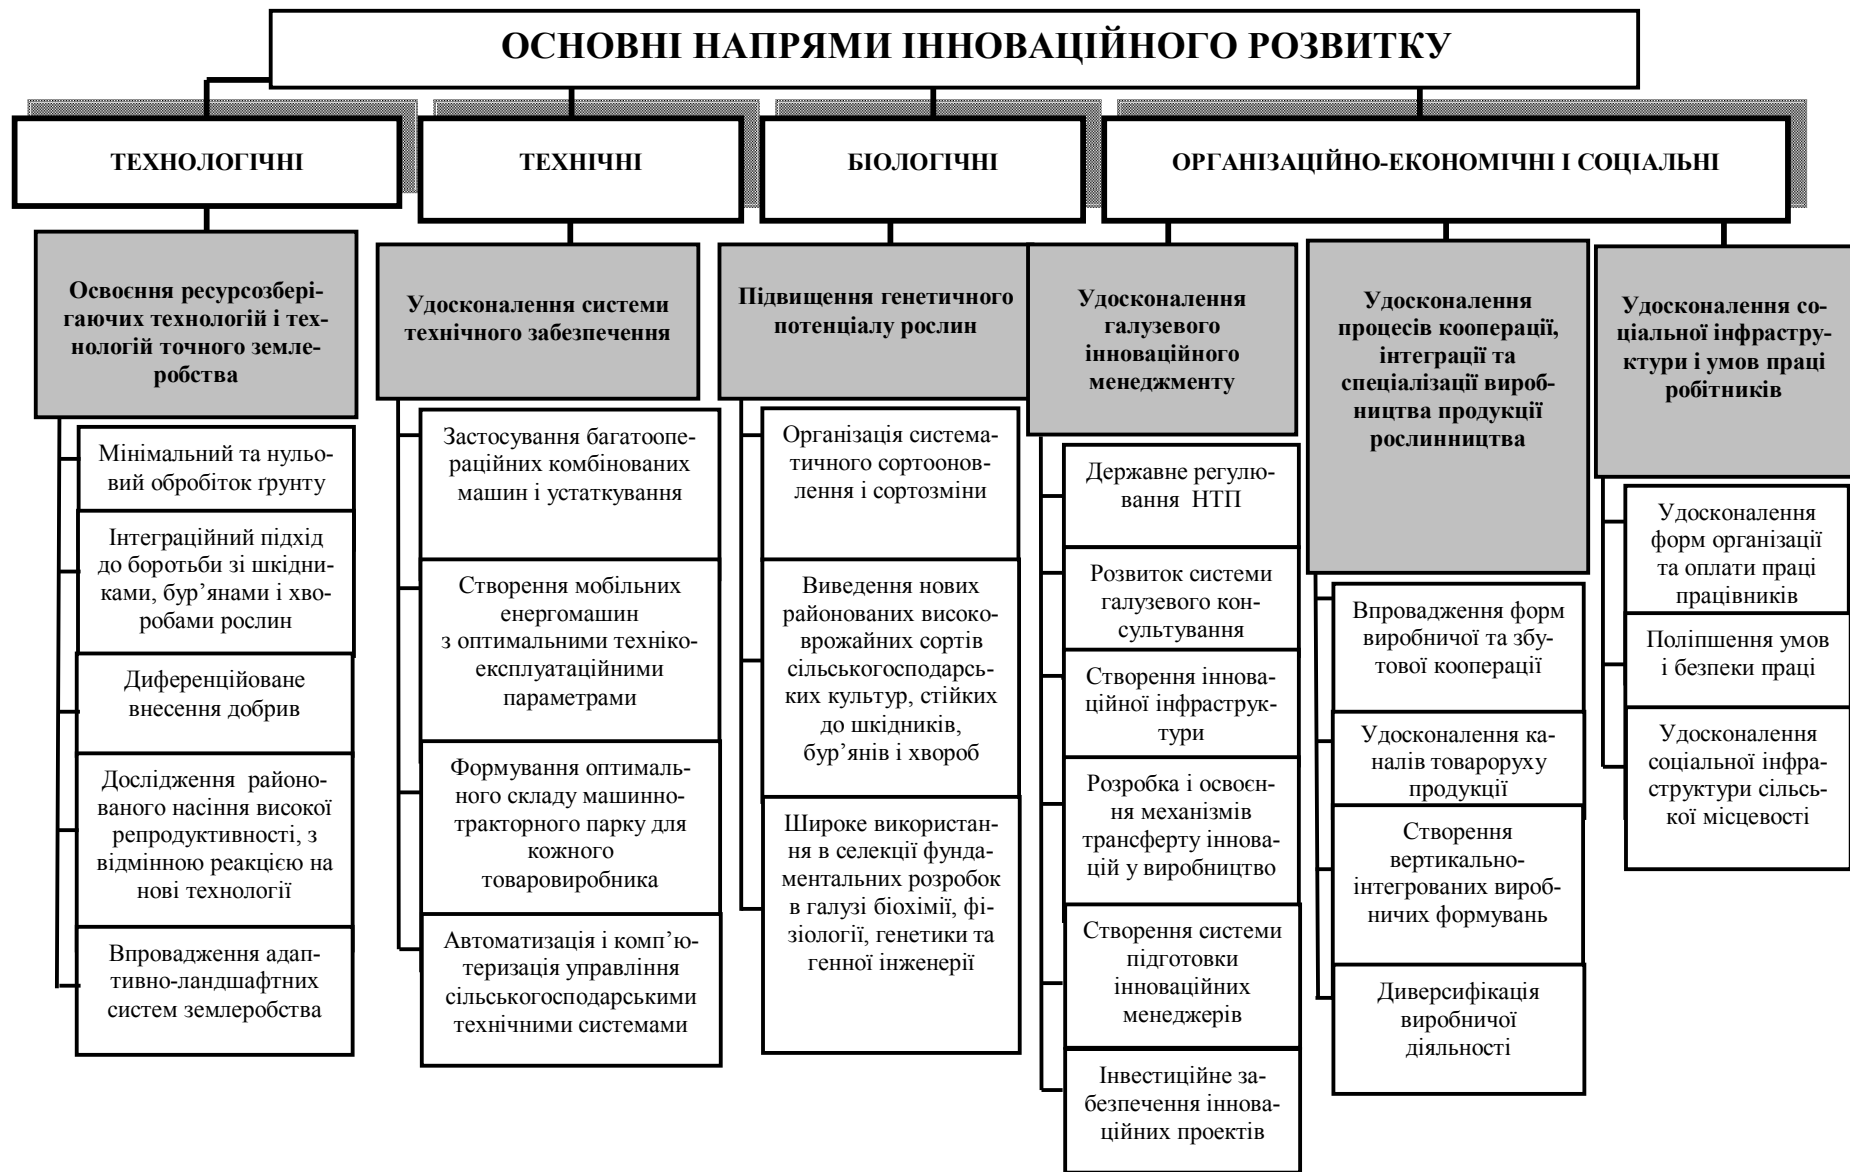 ОСНОВНІ НАПРЯМИ ІННОВАЦІЙНОГО РОЗВИТКУ
ТЕХНОЛОГІЧНІ
ТЕХНІЧНІ
БІОЛОГІЧНІ
ОРГАНІЗАЦІЙНО-ЕКОНОМІЧНІ І СОЦІАЛЬНІ
Освоєння ресурсозбері-
гаючих технологій і тех-
нологій точного земле-
робства
Мінімальний та нульо-
вий обробіток ґрунту
Інтеграційний підхід
до боротьби зі шкідни-
ками, бур’янами і хво-
робами рослин
Диференційоване
внесення добрив
Дослідження районо-
ваного насіння високої
репродуктивності, з
відмінною реакцією на
нові технології
Впровадження адап-
тивно-ландшафтних
систем землеробства
Удосконалення системи
технічного забезпечення
Застосування багатоопе-
раційних комбінованих
машин і устаткування
Створення мобільних
енергомашин
з оптимальними техніко-
експлуатаційними
параметрами
Формування оптималь-
ного складу машинно-
тракторного парку для
кожного
товаровиробника
Автоматизація і комп’ю-
теризація управління
сільськогосподарськими
технічними системами
Підвищення генетичного
потенціалу рослин
Організація система-
тичного сортоонов-
лення і сортозміни
Виведення нових
районованих високо-
врожайних сортів
сільськогосподарсь-
ких культур, стійких
до шкідників,
бур’янів і хвороб
Широке використан-
ня в селекції фунда-
ментальних розробок
в галузі біохімії, фі-
зіології, генетики та
генної інженерії
Удосконалення
галузевого
інноваційного
менеджменту
Державне регулю-
вання НТП
Розвиток системи
галузевого кон-
сультування
Створення іннова-
ційної інфраструк-
тури
Розробка і освоєн-
ня механізмів
трансферту іннова-
цій у виробництво
Створення системи
підготовки
інноваційних
менеджерів
Інвестиційне за-
безпечення іннова-
ційних проектів
Удосконалення
процесів кооперації,
інтеграції та
спеціалізації вироб-
ництва продукції
рослинництва
Впровадження форм
виробничої та збу-
тової кооперації
Удосконалення ка-
налів товароруху
продукції
Створення
вертикально-
інтегрованих вироб-
ничих формувань
Диверсифікація
виробничої
діяльності
Удосконалення со-
ціальної інфрастру-
ктури і умов праці
робітників
Удосконалення
форм організації
та оплати праці
працівників
Поліпшення умов
і безпеки праці
Удосконалення
соціальної інфра-
структури сільсь-
кої місцевості